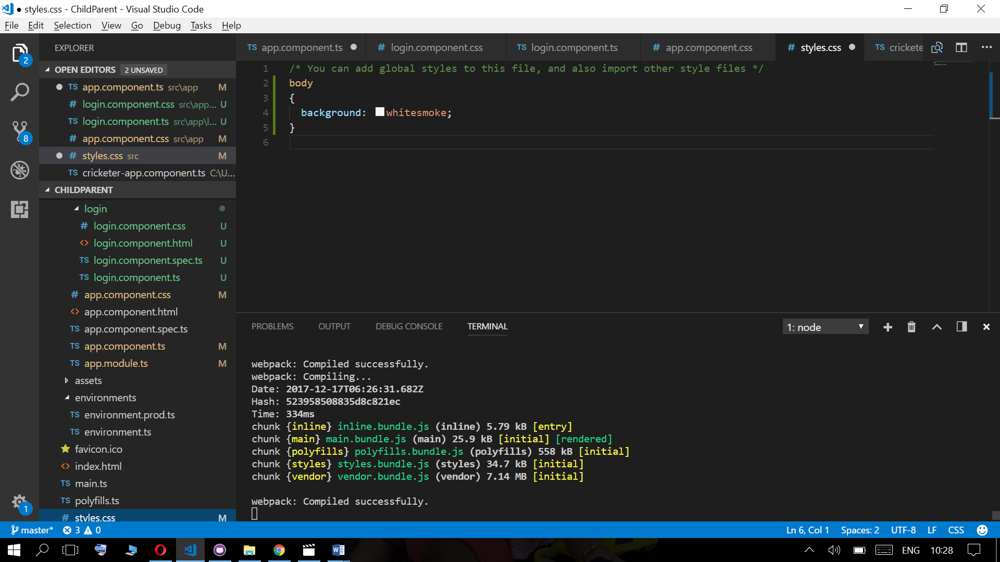 ● styles.css - ChildParent - Visual Studio Code
File Edit Selection View Go Debug Tasks Help
EXPLORER
OPEN EDITORS 2 UNSAVED
TS app.component.ts src\app M
# login.component.css src\app... U
TS login.component.ts src\app\l... U
# app.component.css src\app M
# styles.css src M
TS cricketer-app.component.ts C:\U...
CHILDPARENT
login
# login.component.css U
<> login.component.html U
TS login.component.spec.ts U
TS login.component.ts U
# app.component.css M
<> app.component.html
TS app.component.spec.ts
TS app.component.ts M
TS app.module.ts M
assets
environments
TS environment.prod.ts
TS environment.ts
favicon.ico
<> index.html
TS main.ts
TS polyfills.ts
# styles.css M
2
8
1
TS app.component.ts # login.component.css TS login.component.ts # app.component.css # styles.css TS crickete
1 /* You can add global styles to this file, and also import other style files */
2 body
3 {
4 background: whitesmoke;
5 }
6
PROBLEMS OUTPUT DEBUG CONSOLE TERMINAL 1: node
webpack: Compiled successfully.
webpack: Compiling...
Date: 2017-12-17T06:26:31.682Z
Hash: 523958508835d8c821ec
Time: 334ms
chunk {inline} inline.bundle.js (inline) 5.79 kB [entry]
chunk {main} main.bundle.js (main) 25.9 kB [initial] [rendered]
chunk {polyfills} polyfills.bundle.js (polyfills) 558 kB [initial]
chunk {styles} styles.bundle.js (styles) 34.7 kB [initial]
chunk {vendor} vendor.bundle.js (vendor) 7.14 MB [initial]
webpack: Compiled successfully.
master* 3 0 Ln 6, Col 1 Spaces: 2 UTF-8 LF CSS
ENG 10:28